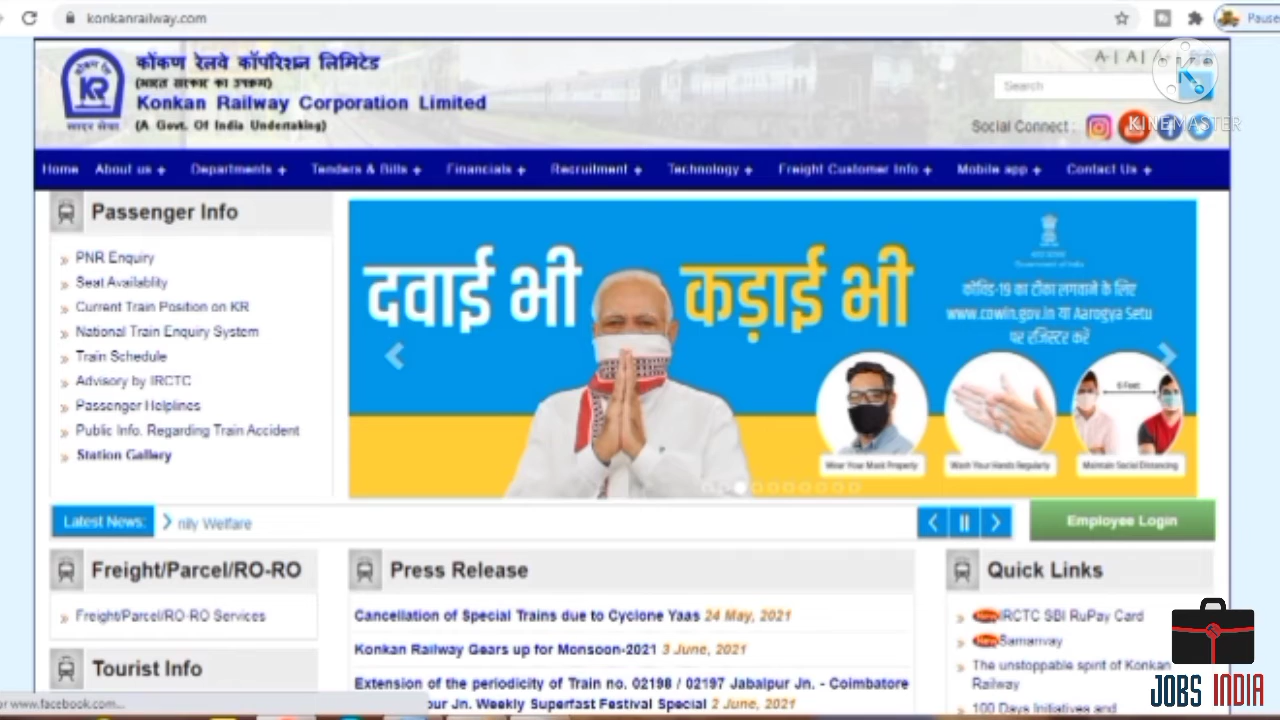 konkanrailway.com
Pause
कोंकण रेलवे कॉर्पोरेशन लिमिटेड
(भारत सरकार का उपक्रम)
Konkan Railway Corporation Limited
(A Govt. Of India Undertaking)
A- | A | A+
Search
Social Connect :
KINEMASTER
Home About us + Departments + Tenders & Bills + Financials + Recruitment + Technology + Freight Customer Info + Mobile app + Contact Us +
Passenger Info
PNR Enquiry
Seat Availablity
Current Train Position on KR
National Train Enquiry System
Train Schedule
Advisory by IRCTC
Passenger Helplines
Public Info. Regarding Train Accident
Station Gallery
दवाई भी कड़ाई भी
कोविड-19 का टीका लगवाने के लिए
www.cowin.gov.in या Aarogya Setu
पर रजिस्टर करें
6 Feet
Wear Your Mask Properly
Wash Your Hands Regularly
Maintain Social Distancing
Latest News: nily Welfare
Employee Login
Freight/Parcel/RO-RO
Freight/Parcel/RO-RO Services
Tourist Info
Press Release
Cancellation of Special Trains due to Cyclone Yaas 24 May, 2021
Konkan Railway Gears up for Monsoon-2021 3 June, 2021
Extension of the periodicity of Train no. 02198 / 02197 Jabalpur Jn. - Coimbatore
our Jn. Weekly Superfast Festival Special 2 June, 2021
Quick Links
IRCTC SBI RuPay Card
Samanvay
The unstoppable spirit of Konkan
Railway
100 Days Initiatives and
or www.facebook.com...
JOBS INDIA